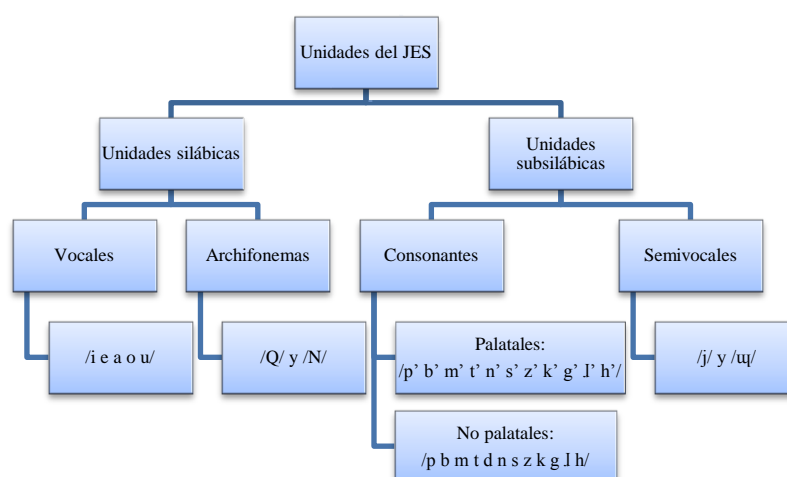 Unidades del JES
Unidades silábicas
Unidades
subsilábicas
Vocales
Archifonemas
Consonantes
Semivocales
/i e a o u/
/Q/ y /N/
Palatales:
/p’ b’ m’ t’ n’ s’ z’ k’ g’ ɺ’ h’/
/j/ y /ɰ/
No palatales:
/p b m t d n s z k g ɺ h/